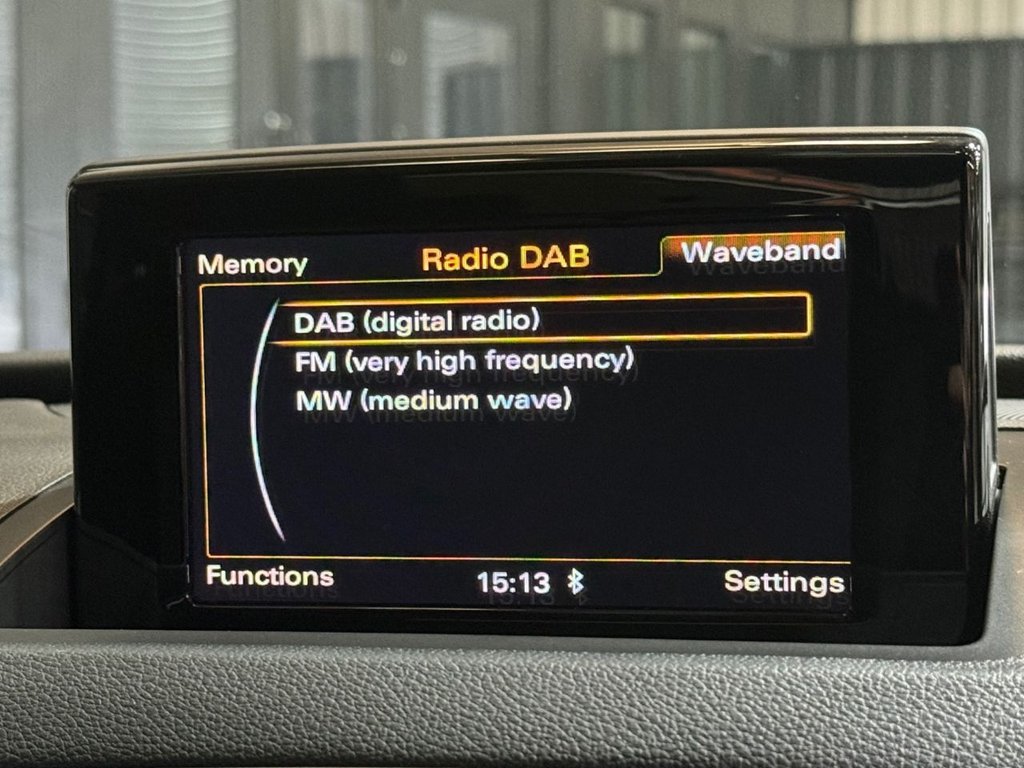 Memory Radio DAB Waveband
DAB (digital radio)
FM (very high frequency)
MW (medium wave)
Functions 15:13 Settings